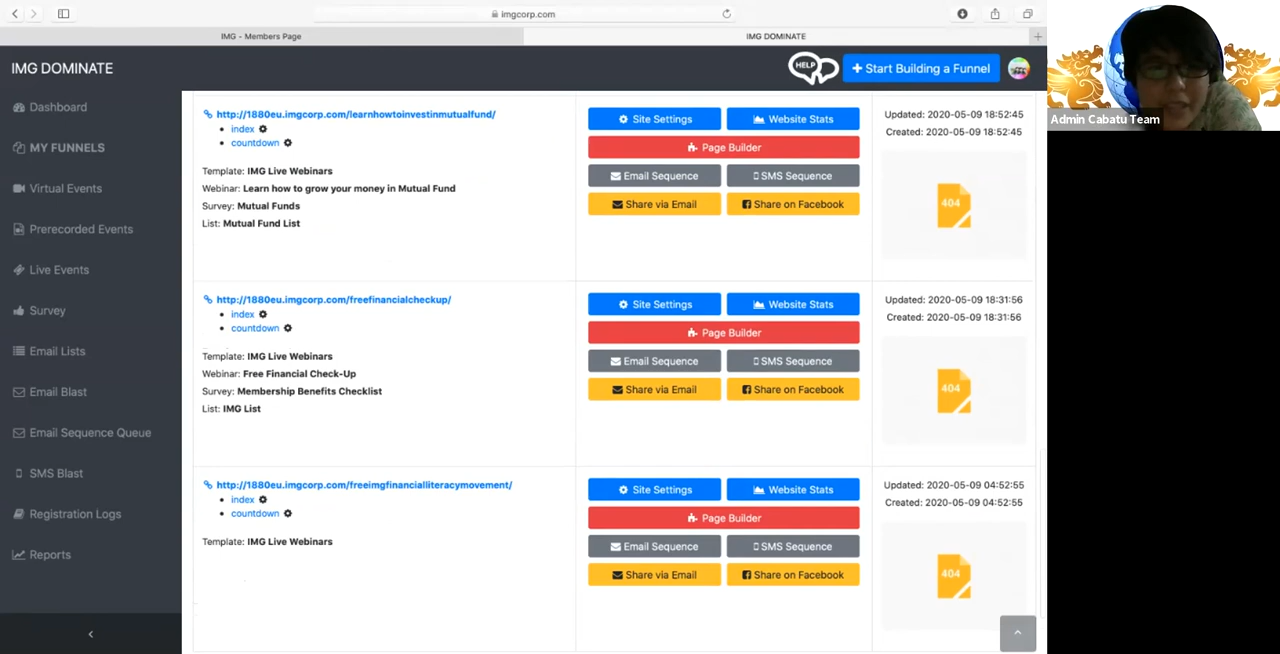 imgcorp.com
IMG - Members Page
IMG DOMINATE
IMG DOMINATE
HELP
+ Start Building a Funnel
Admin Cabatu Team
Dashboard
MY FUNNELS
Virtual Events
Prerecorded Events
Live Events
Survey
Email Lists
Email Blast
Email Sequence Queue
SMS Blast
Registration Logs
Reports
http://1880eu.imgcorp.com/learnhowtoinvestinmutualfund/
index
countdown
Template: IMG Live Webinars
Webinar: Learn how to grow your money in Mutual Fund
Survey: Mutual Funds
List: Mutual Fund List
Site Settings
Website Stats
Page Builder
Email Sequence
SMS Sequence
Share via Email
Share on Facebook
Updated: 2020-05-09 18:52:45
Created: 2020-05-09 18:52:45
404
http://1880eu.imgcorp.com/freefinancialcheckup/
index
countdown
Template: IMG Live Webinars
Webinar: Free Financial Check-Up
Survey: Membership Benefits Checklist
List: IMG List
Site Settings
Website Stats
Page Builder
Email Sequence
SMS Sequence
Share via Email
Share on Facebook
Updated: 2020-05-09 18:31:56
Created: 2020-05-09 18:31:56
404
http://1880eu.imgcorp.com/freeimgfinancialliteracymovement/
index
countdown
Template: IMG Live Webinars
Site Settings
Website Stats
Page Builder
Email Sequence
SMS Sequence
Share via Email
Share on Facebook
Updated: 2020-05-09 04:52:55
Created: 2020-05-09 04:52:55
404